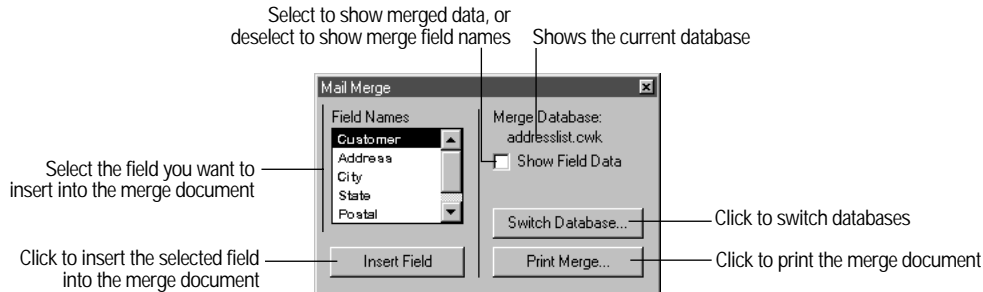 Select to show merged data, or
deselect to show merge field names
Shows the current database
Mail Merge
Field Names
Customer
Address
City
State
Postal
Merge Database:
addresslist.cwk
Show Field Data
Select the field you want to
insert into the merge document
Switch Database...
Click to switch databases
Click to insert the selected field
into the merge document
Insert Field
Print Merge...
Click to print the merge document